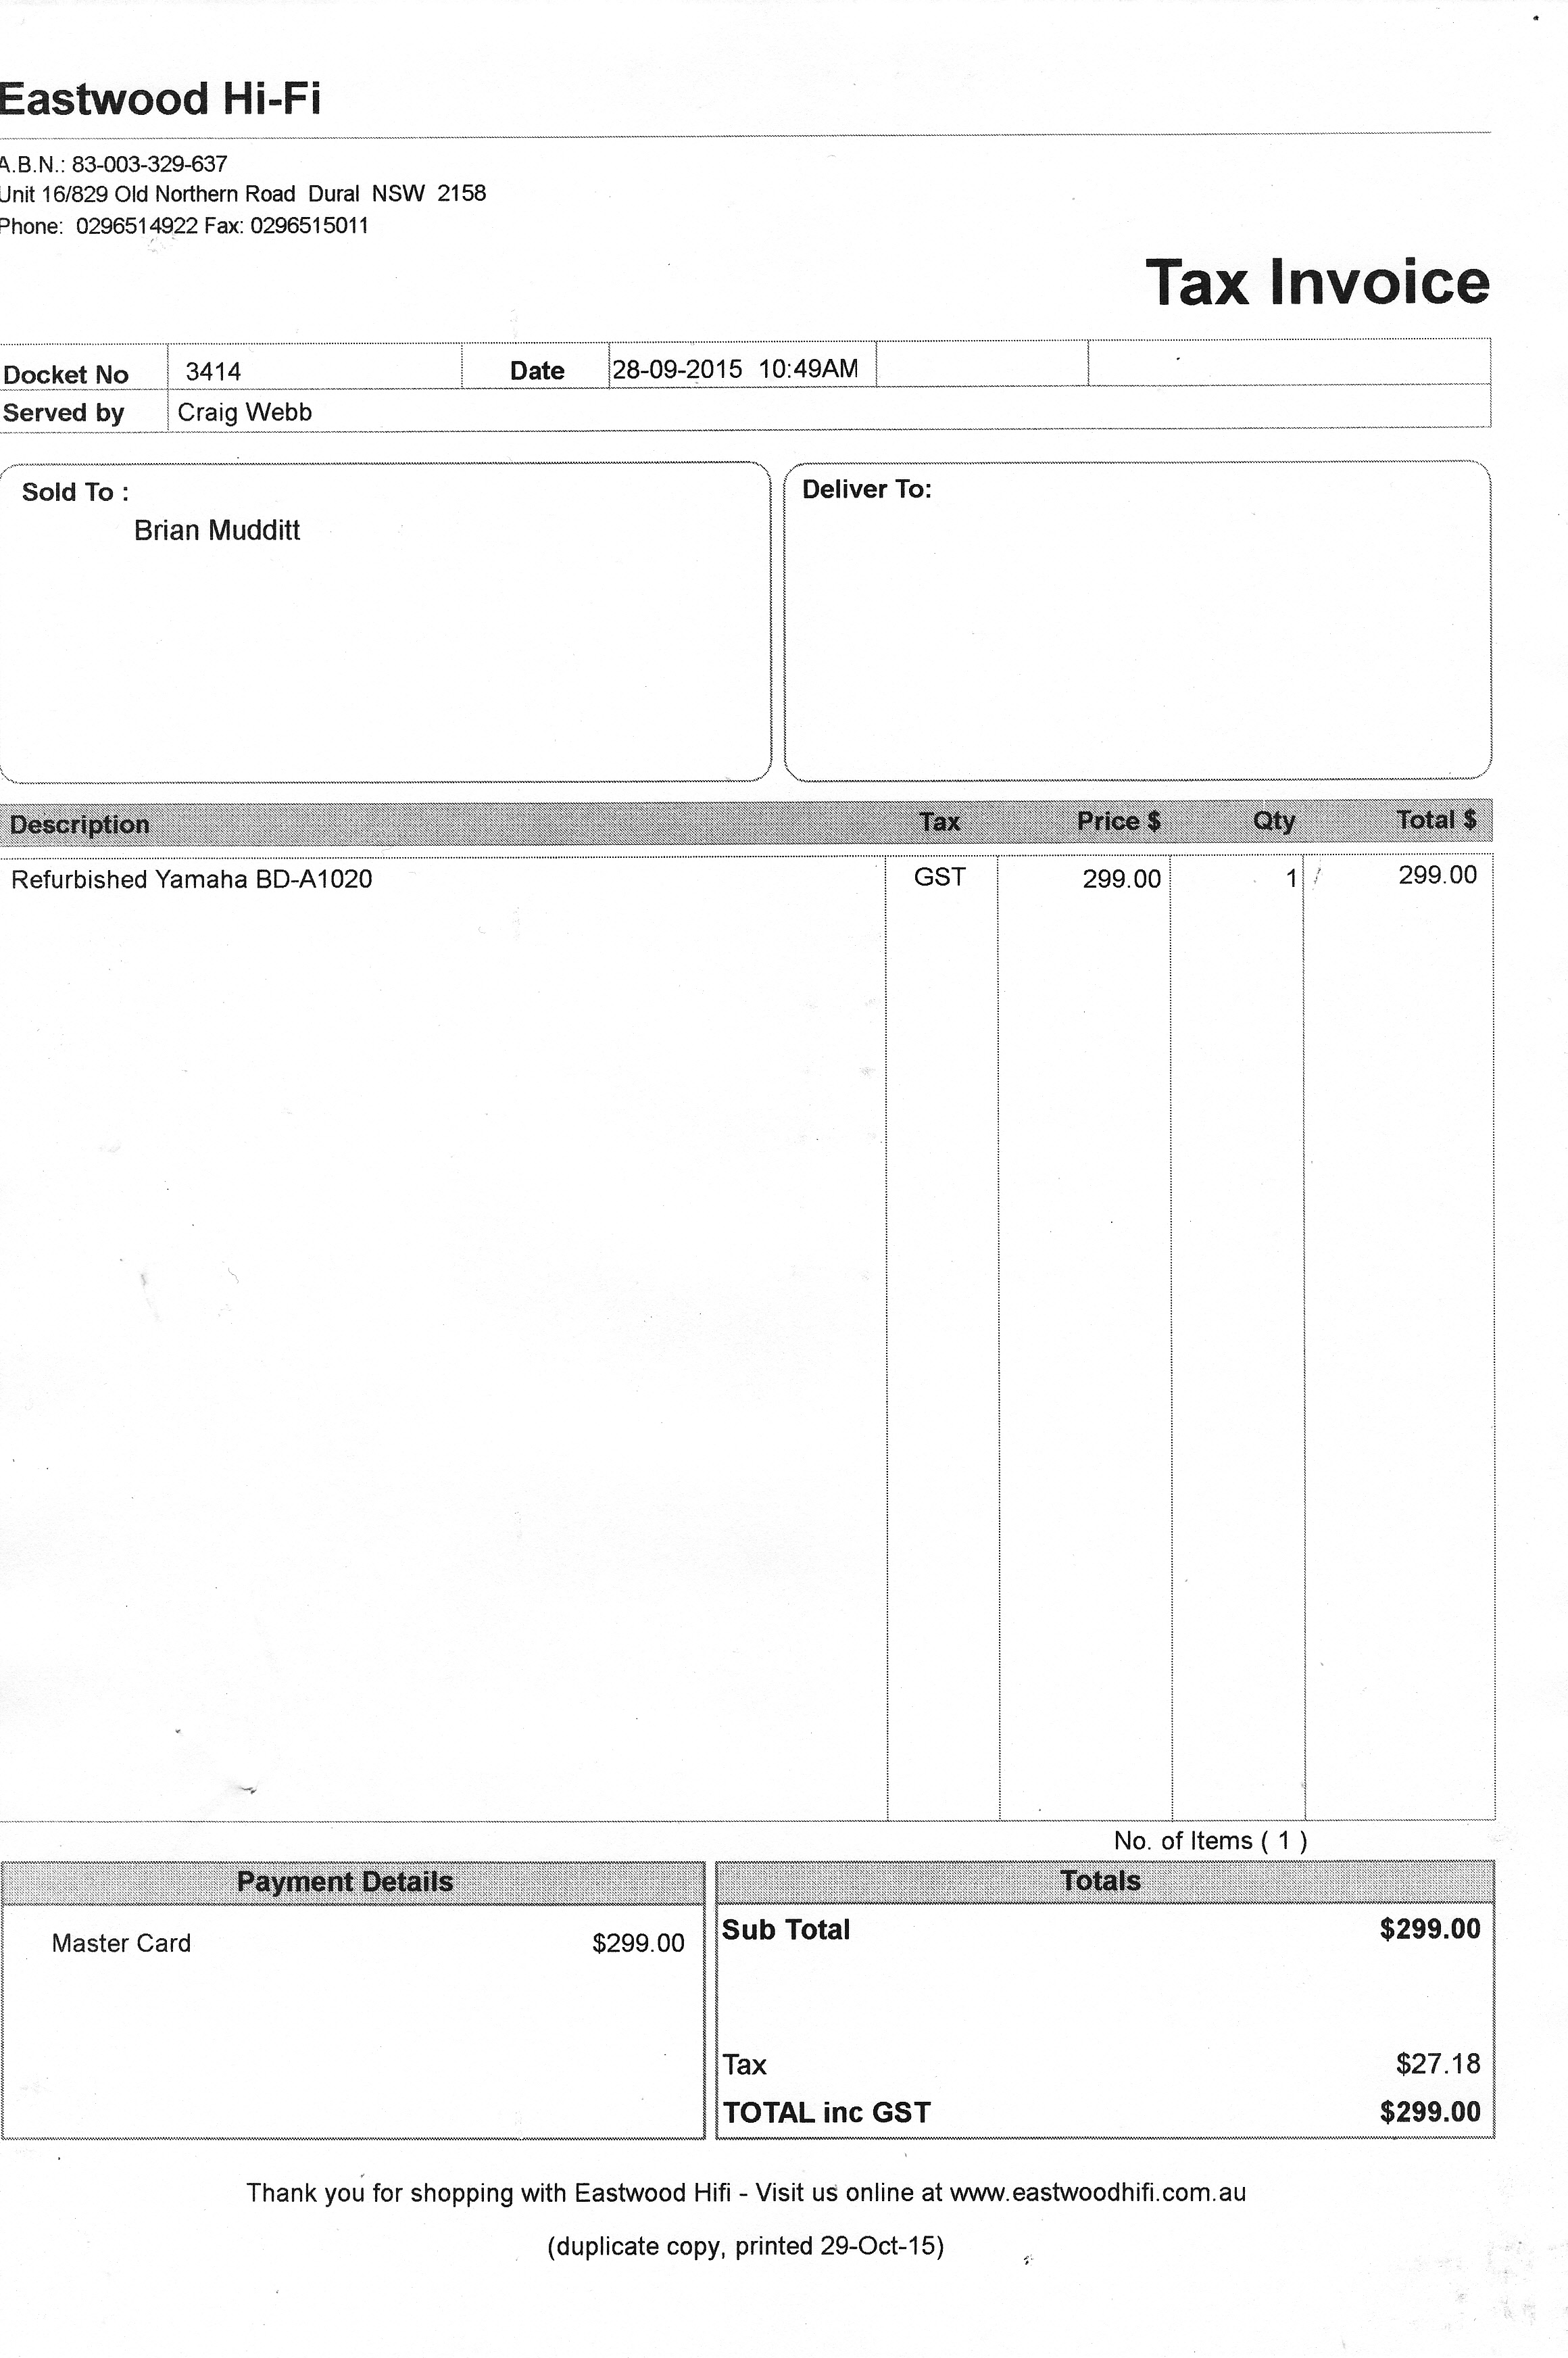 Eastwood Hi-Fi
A.B.N.: 83-003-329-637
Unit 16/829 Old Northern Road Dural NSW 2158
Phone: 0296514922 Fax: 0296515011
Tax Invoice
Docket No 3414 Date 28-09-2015 10:49AM
Served by Craig Webb
Sold To : Deliver To:
Brian Mudditt
Description Tax Price $ Qty Total $
Refurbished Yamaha BD-A1020 GST 299.00 1 299.00
No. of Items ( 1 )
Payment Details Totals
Master Card $299.00 Sub Total $299.00
Tax $27.18
TOTAL inc GST $299.00
Thank you for shopping with Eastwood Hifi - Visit us online at www.eastwoodhifi.com.au
(duplicate copy, printed 29-Oct-15)